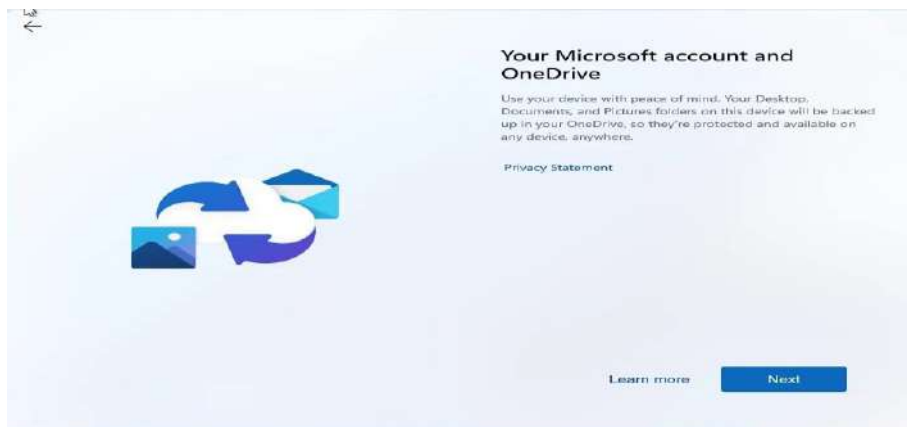 Your Microsoft account and
OneDrive
Use your device with peace of mind. Your Desktop,
Documents, and Pictures folders on this device will be backed
up in your OneDrive, so they're protected and available on
any device, anywhere.
Privacy Statement
Learn more
Next